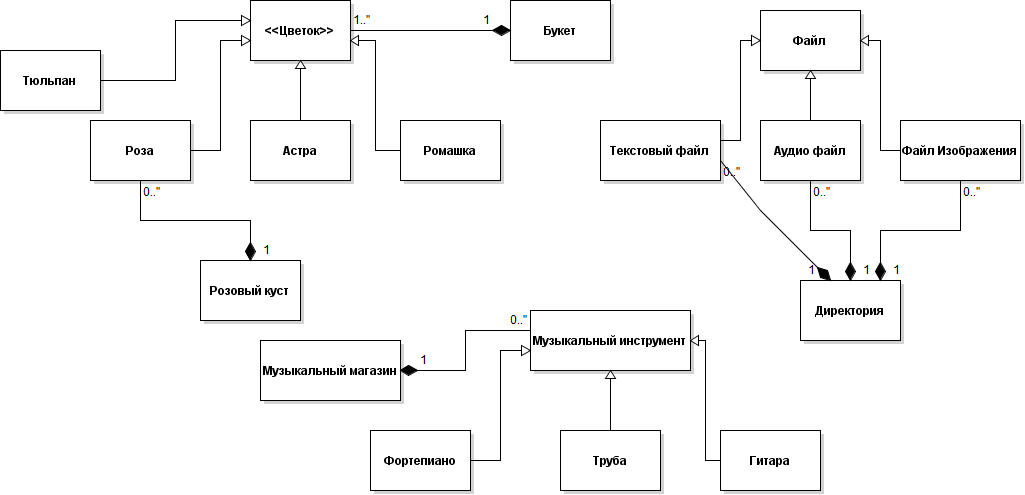 <<Цветок>>
1..*
1
Букет
Тюльпан
Роза
Астра
Ромашка
0..*
1
Розовый куст
Файл
Текстовый файл
Аудио файл
Файл Изображения
0..*
0..*
0..*
1
1
1
Директория
0..*
Музыкальный инструмент
1
Музыкальный магазин
Фортепиано
Труба
Гитара